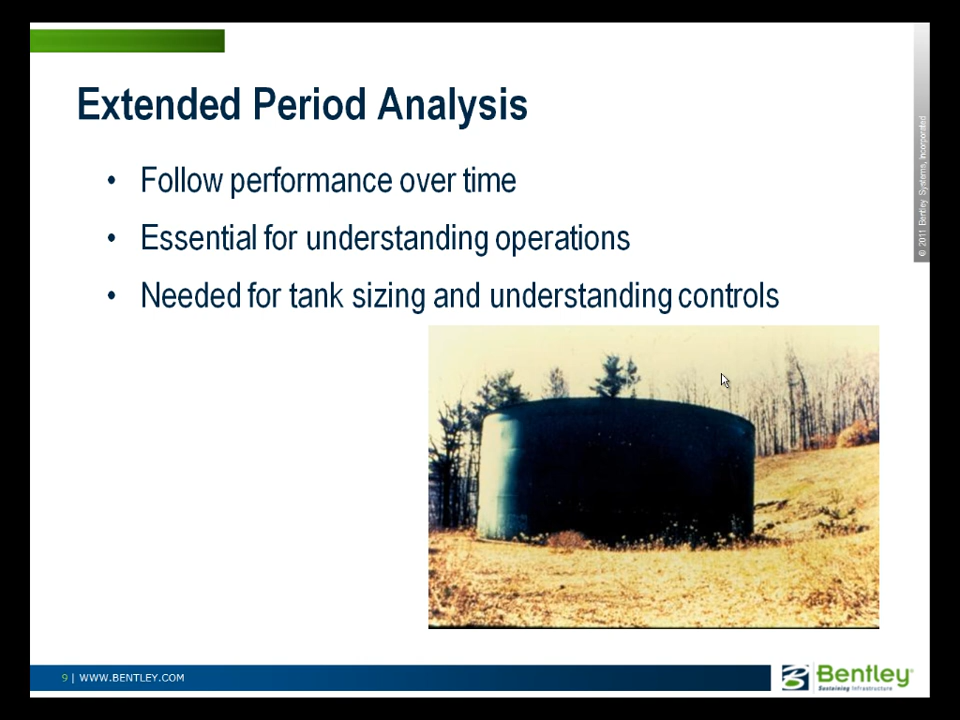 Extended Period Analysis
• Follow performance over time
• Essential for understanding operations
• Needed for tank sizing and understanding controls
© 2011 Bentley Systems, Incorporated
9 | WWW.BENTLEY.COM
Bentley®
Sustaining Infrastructure